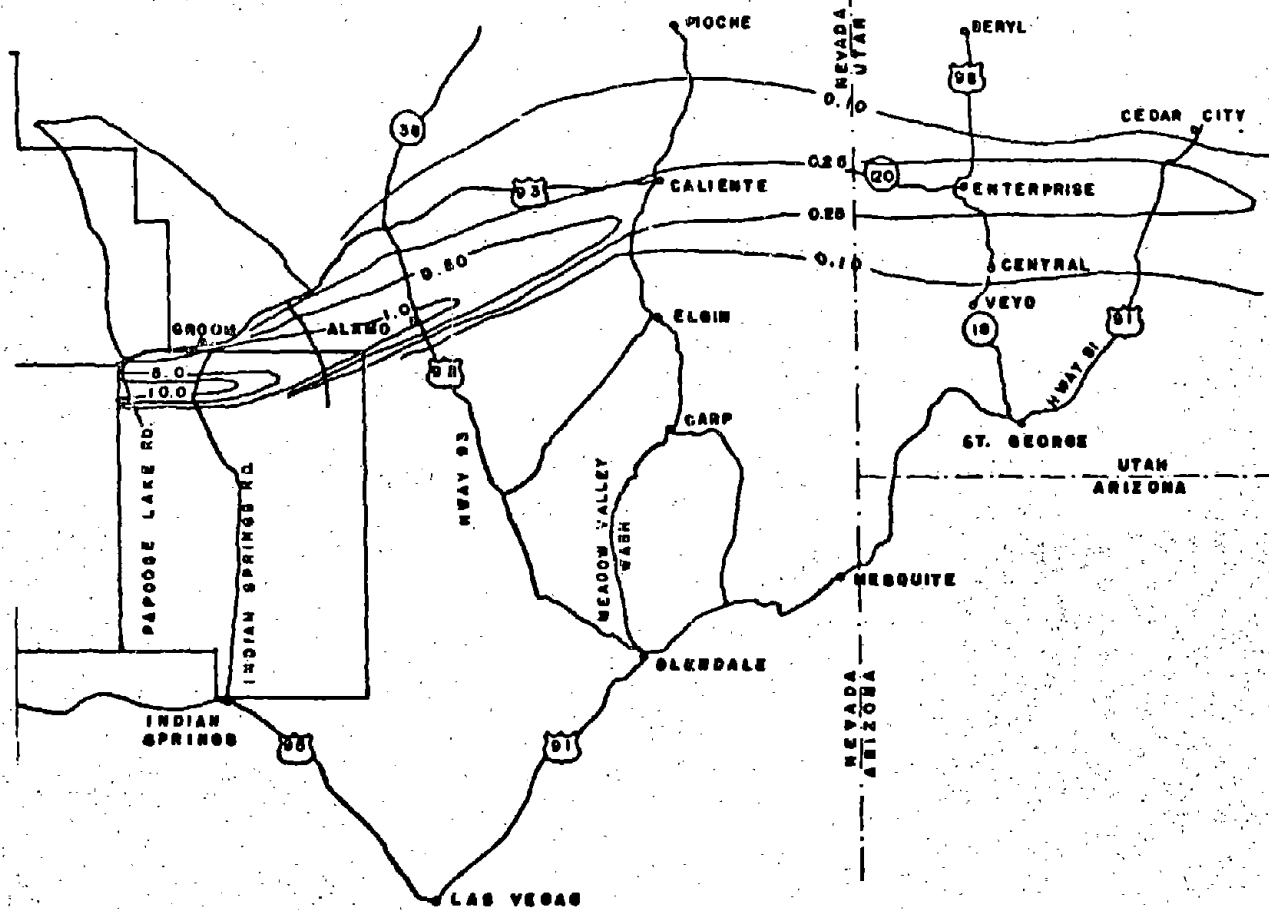 PIOCHE
NEVADA
UTAH
BERYL
98
0.10
CEDAR CITY
38
0.25
120
93
CALIENTE
ENTERPRISE
0.25
0.50
0.10
CENTRAL
1.0
VEYO
GROOM
ALAMO
ELGIN
18
91
5.0
93
10.0
HWAY 91
CARP
ST. GEORGE
UTAH
ARIZONA
PAPOOSE LAKE RD.
INDIAN SPRINGS RD.
HWAY 93
MEADOW VALLEY
WASH
MESQUITE
GLENDALE
NEVADA
ARIZONA
INDIAN
SPRINGS
95
91
LAS VEGAS